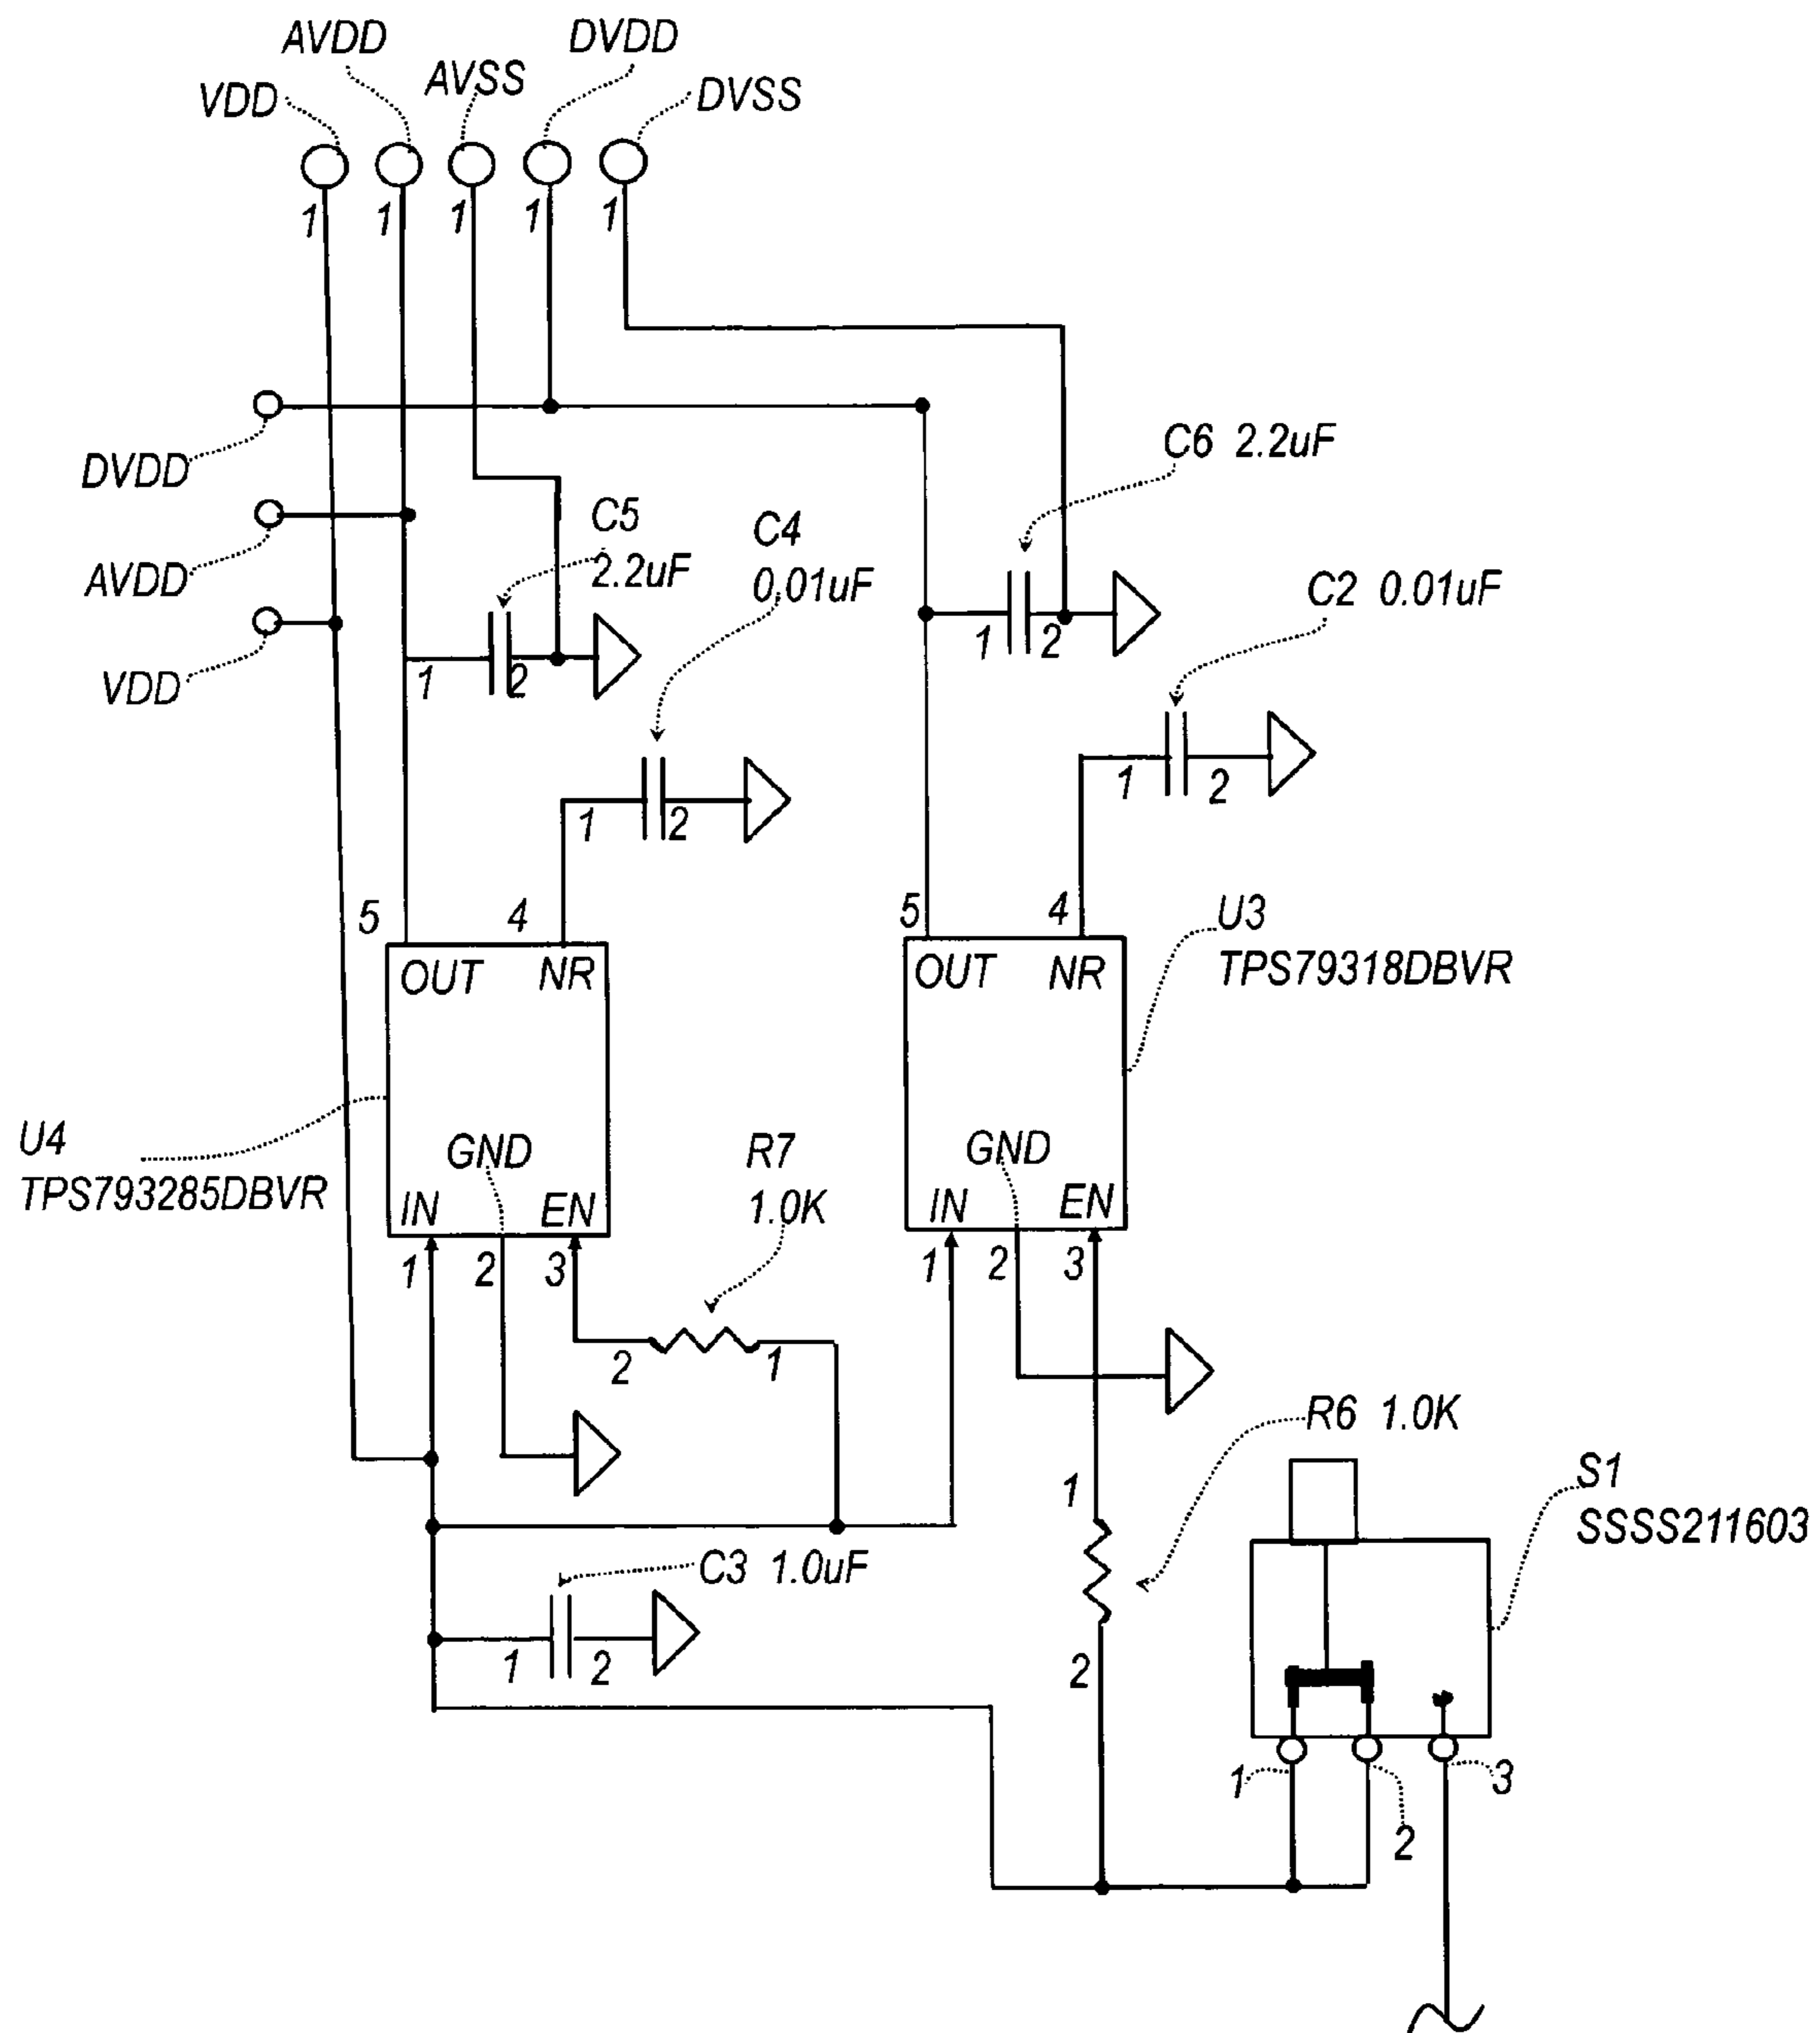 AVDD
DVDD
AVSS
VDD
DVSS
1
1
1
1
1
DVDD
C6 2.2uF
C5
2.2uF
C4
0.01uF
AVDD
C2 0.01uF
1
2
1
2
VDD
1
2
1
2
5
4
5
4
U3
TPS79318DBVR
OUT
NR
OUT
NR
U4
TPS793285DBVR
GND
R7
1.0K
GND
IN
EN
IN
EN
1
2
3
1
2
3
2
1
R6 1.0K
1
S1
SSSS211603
C3 1.0uF
1
2
2
1
2
3